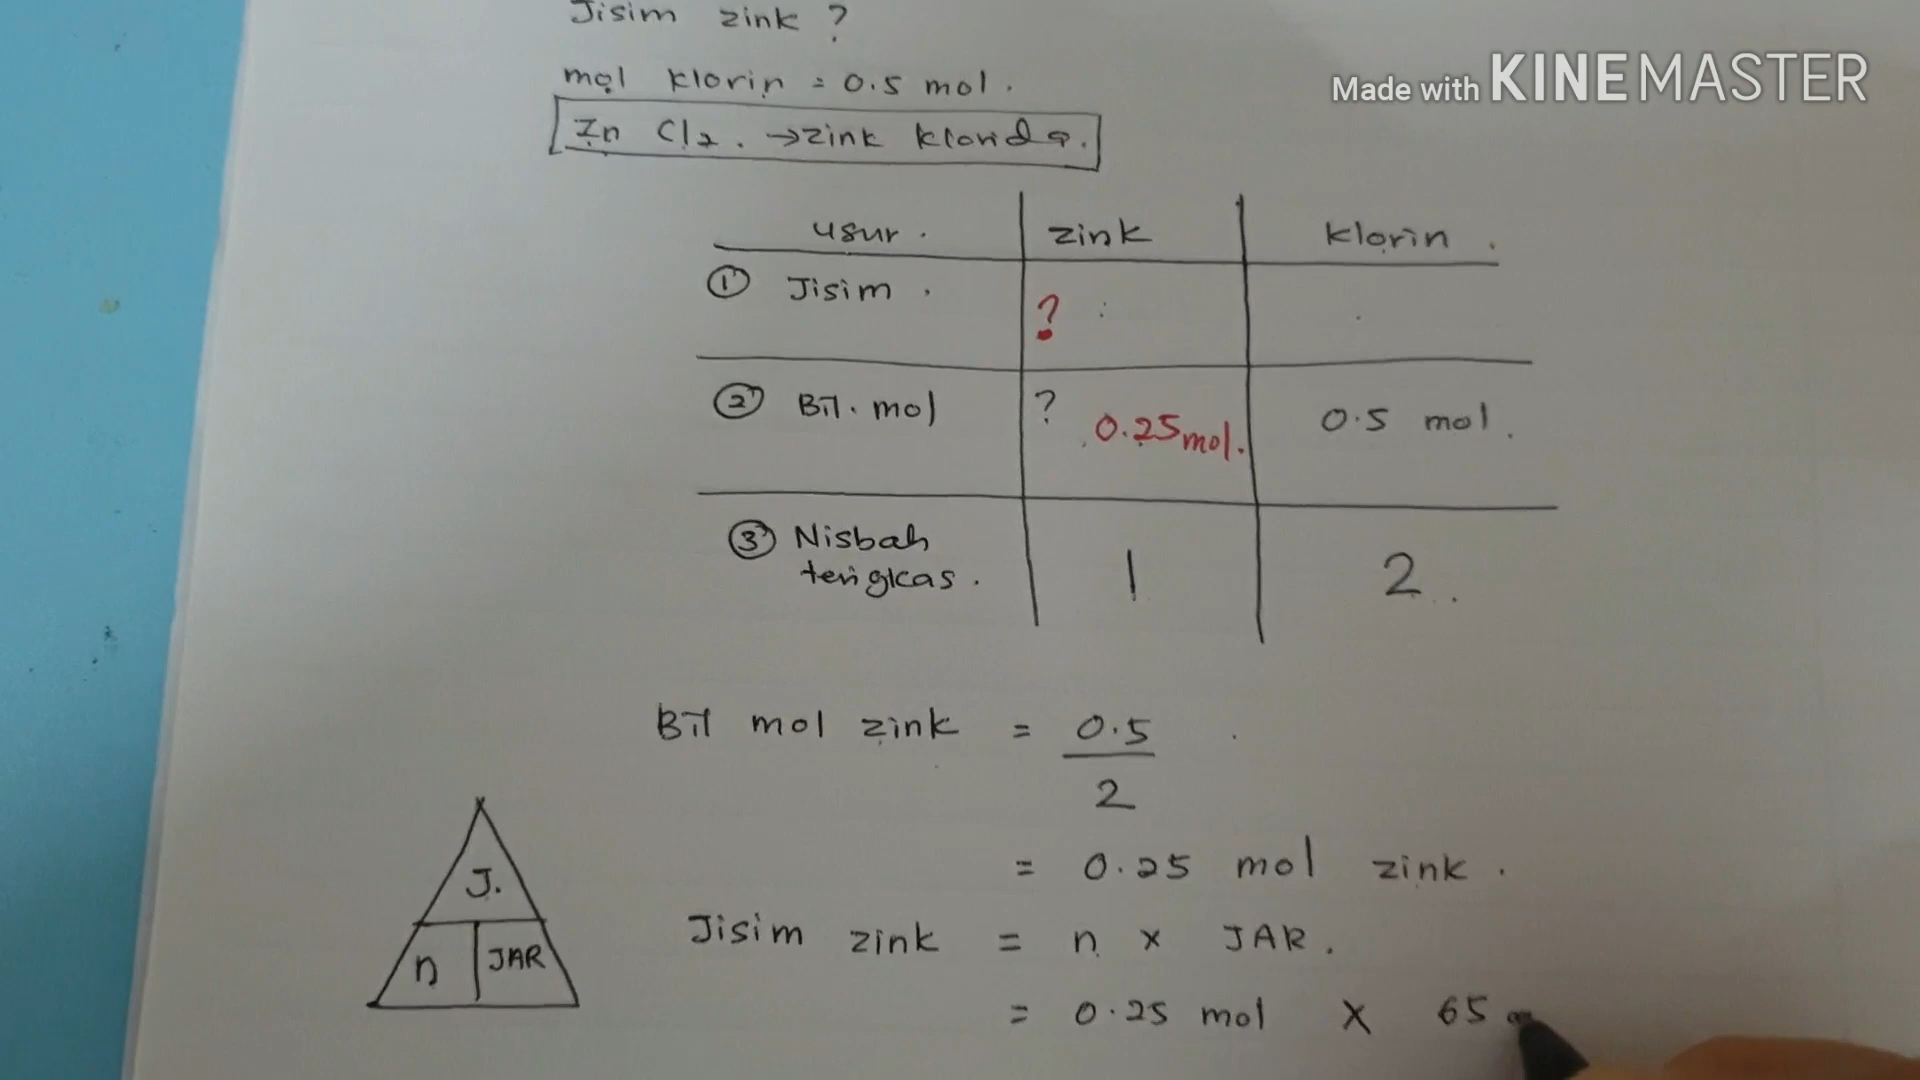 Jisim zink ?
Made with KINEMASTER
mol klorin = 0.5 mol.
Zn Cl2. → zink klorida.
usur. zink klorin.
① Jisim. ?
② Bil. mol ? 0.25 mol. 0.5 mol.
③ Nisbah 1 2
teringkas.
Bil mol zink = 0.5
2
= 0.25 mol zink.
J.
Jisim zink = n x JAR.
n JAR
= 0.25 mol x 65